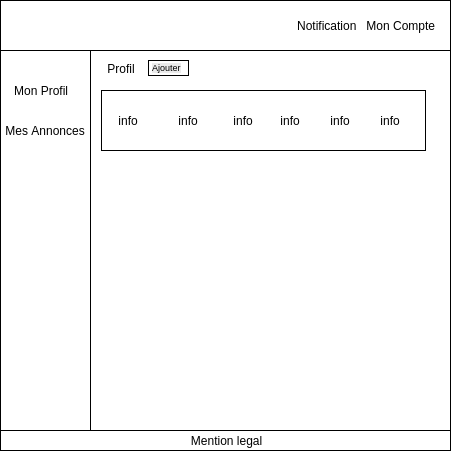 Notification Mon Compte
Profil Ajouter
Mon Profil
Mes Annonces
info info info info info info
Mention legal